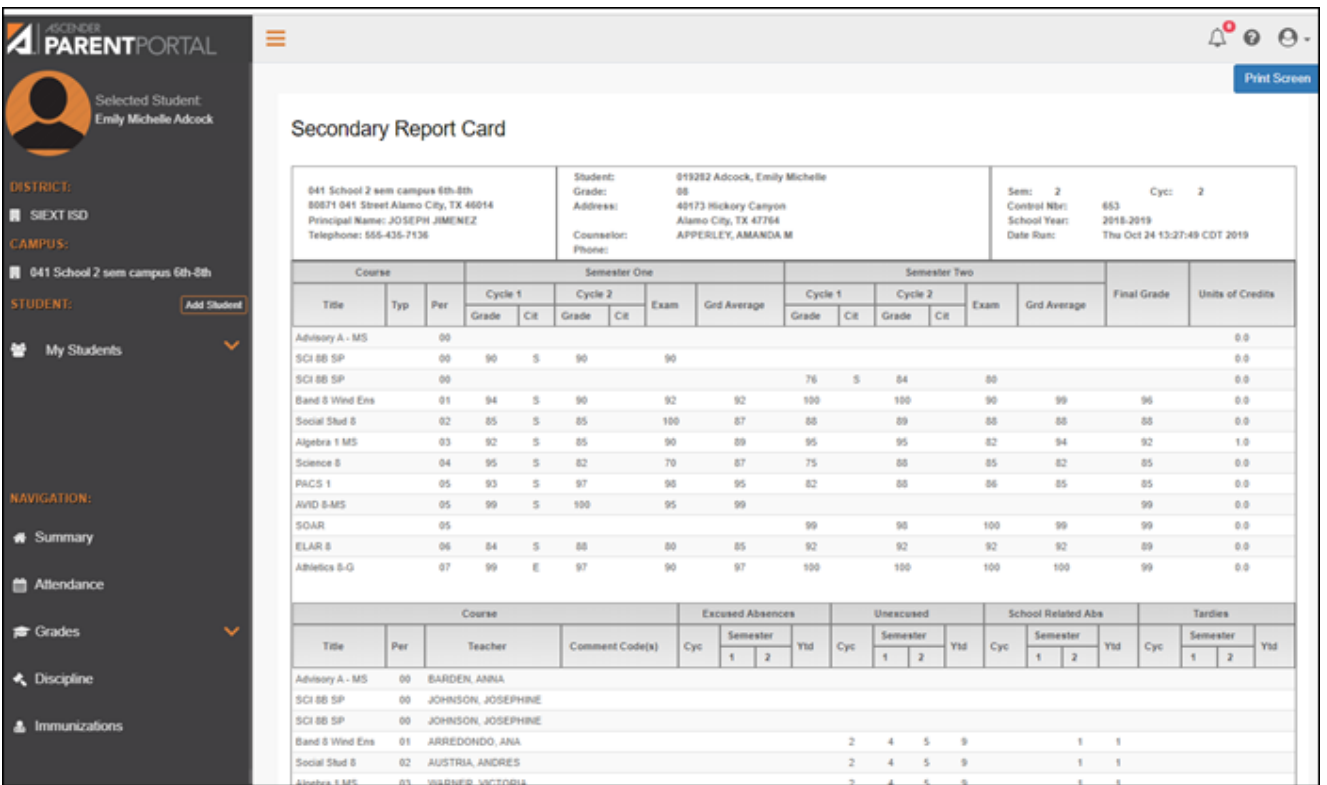 ASCENDER
PARENTPORTAL
0
Print Screen
Selected Student:
Emily Michelle Adcock
DISTRICT:
SIEXT ISD
CAMPUS:
041 School 2 sem campus 6th-8th
STUDENT:
Add Student
My Students
NAVIGATION:
Summary
Attendance
Grades
Discipline
Immunizations
Secondary Report Card
041 School 2 sem campus 6th-8th
80871 041 Street Alamo City, TX 46014
Principal Name: JOSEPH JIMENEZ
Telephone: 555-435-7136
Student: 019282 Adcock, Emily Michelle
Grade: 08
Address: 40173 Hickory Canyon
Alamo City, TX 47764
Counselor: APPERLEY, AMANDA M
Phone:
Sem: 2 Cyc: 2
Control Nbr: 653
School Year: 2018-2019
Date Run: Thu Oct 24 13:27:49 CDT 2019
Course Semester One Semester Two Final Grade Units of Credits
Title Typ Per Cycle 1 Cycle 2 Exam Grd Average Cycle 1 Cycle 2 Exam Grd Average
Grade Cit Grade Cit Grade Cit Grade Cit
Advisory A - MS 00 0.0
SCI 8B SP 00 90 S 90 90 0.0
SCI 8B SP 00 76 S 84 80 0.0
Band 8 Wind Ens 01 94 S 90 92 92 100 100 90 99 96 0.0
Social Stud 8 02 85 S 85 100 87 88 89 88 88 88 0.0
Algebra 1 MS 03 92 S 85 90 89 95 95 82 94 92 1.0
Science 8 04 95 S 82 70 87 75 88 85 82 85 0.0
PACS 1 05 93 S 97 98 95 82 88 86 85 85 0.0
AVID 8-MS 05 99 S 100 95 99 99 0.0
SOAR 05 99 98 100 99 99 0.0
ELAR 8 06 84 S 88 80 85 92 92 92 92 89 0.0
Athletics 8-G 07 99 E 97 90 97 100 100 100 100 99 0.0
Course Excused Absences Unexcused School Related Abs Tardies
Title Per Teacher Comment Code(s) Cyc Semester Ytd Cyc Semester Ytd Cyc Semester Ytd Cyc Semester Ytd
1 2 1 2 1 2 1 2
Advisory A - MS 00 BARDEN, ANNA
SCI 8B SP 00 JOHNSON, JOSEPHINE
SCI 8B SP 00 JOHNSON, JOSEPHINE
Band 8 Wind Ens 01 ARREDONDO, ANA 2 4 5 9 1 1
Social Stud 8 02 AUSTRIA, ANDRES 2 4 5 9 1 1
Algebra 1 MS 03 WARNER, VICTORIA 2 4 5 9 1 1